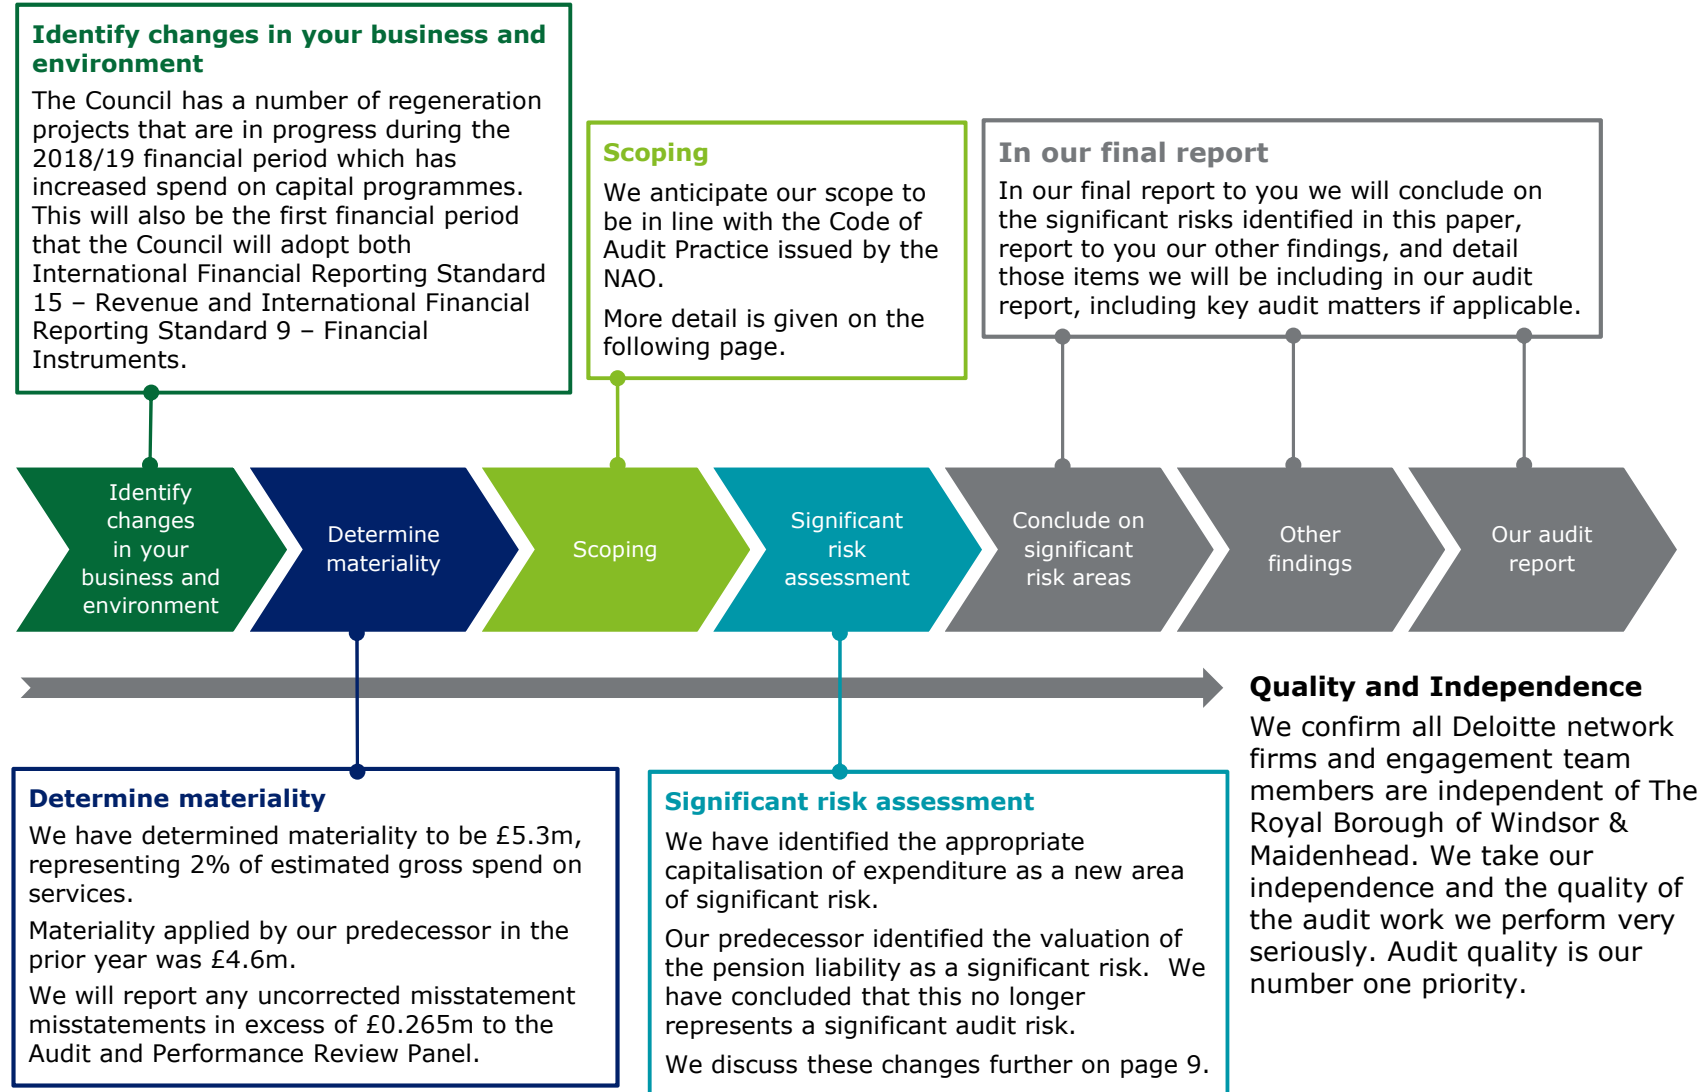 Identify changes in your business and
environment
The Council has a number of regeneration
projects that are in progress during the
2018/19 financial period which has
increased spend on capital programmes.
This will also be the first financial period
that the Council will adopt both
International Financial Reporting Standard
15 – Revenue and International Financial
Reporting Standard 9 – Financial
Instruments.
Scoping
We anticipate our scope to
be in line with the Code of
Audit Practice issued by the
NAO.
More detail is given on the
following page.
In our final report
In our final report to you we will conclude on
the significant risks identified in this paper,
report to you our other findings, and detail
those items we will be including in our audit
report, including key audit matters if applicable.
Identify
changes
in your
business and
environment
Determine
materiality
Scoping
Significant
risk
assessment
Conclude on
significant
risk areas
Other
findings
Our audit
report
Determine materiality
We have determined materiality to be £5.3m,
representing 2% of estimated gross spend on
services.
Materiality applied by our predecessor in the
prior year was £4.6m.
We will report any uncorrected misstatement
misstatements in excess of £0.265m to the
Audit and Performance Review Panel.
Significant risk assessment
We have identified the appropriate
capitalisation of expenditure as a new area
of significant risk.
Our predecessor identified the valuation of
the pension liability as a significant risk.  We
have concluded that this no longer
represents a significant audit risk.
We discuss these changes further on page 9.
Quality and Independence
We confirm all Deloitte network
firms and engagement team
members are independent of The
Royal Borough of Windsor &
Maidenhead. We take our
independence and the quality of
the audit work we perform very
seriously. Audit quality is our
number one priority.